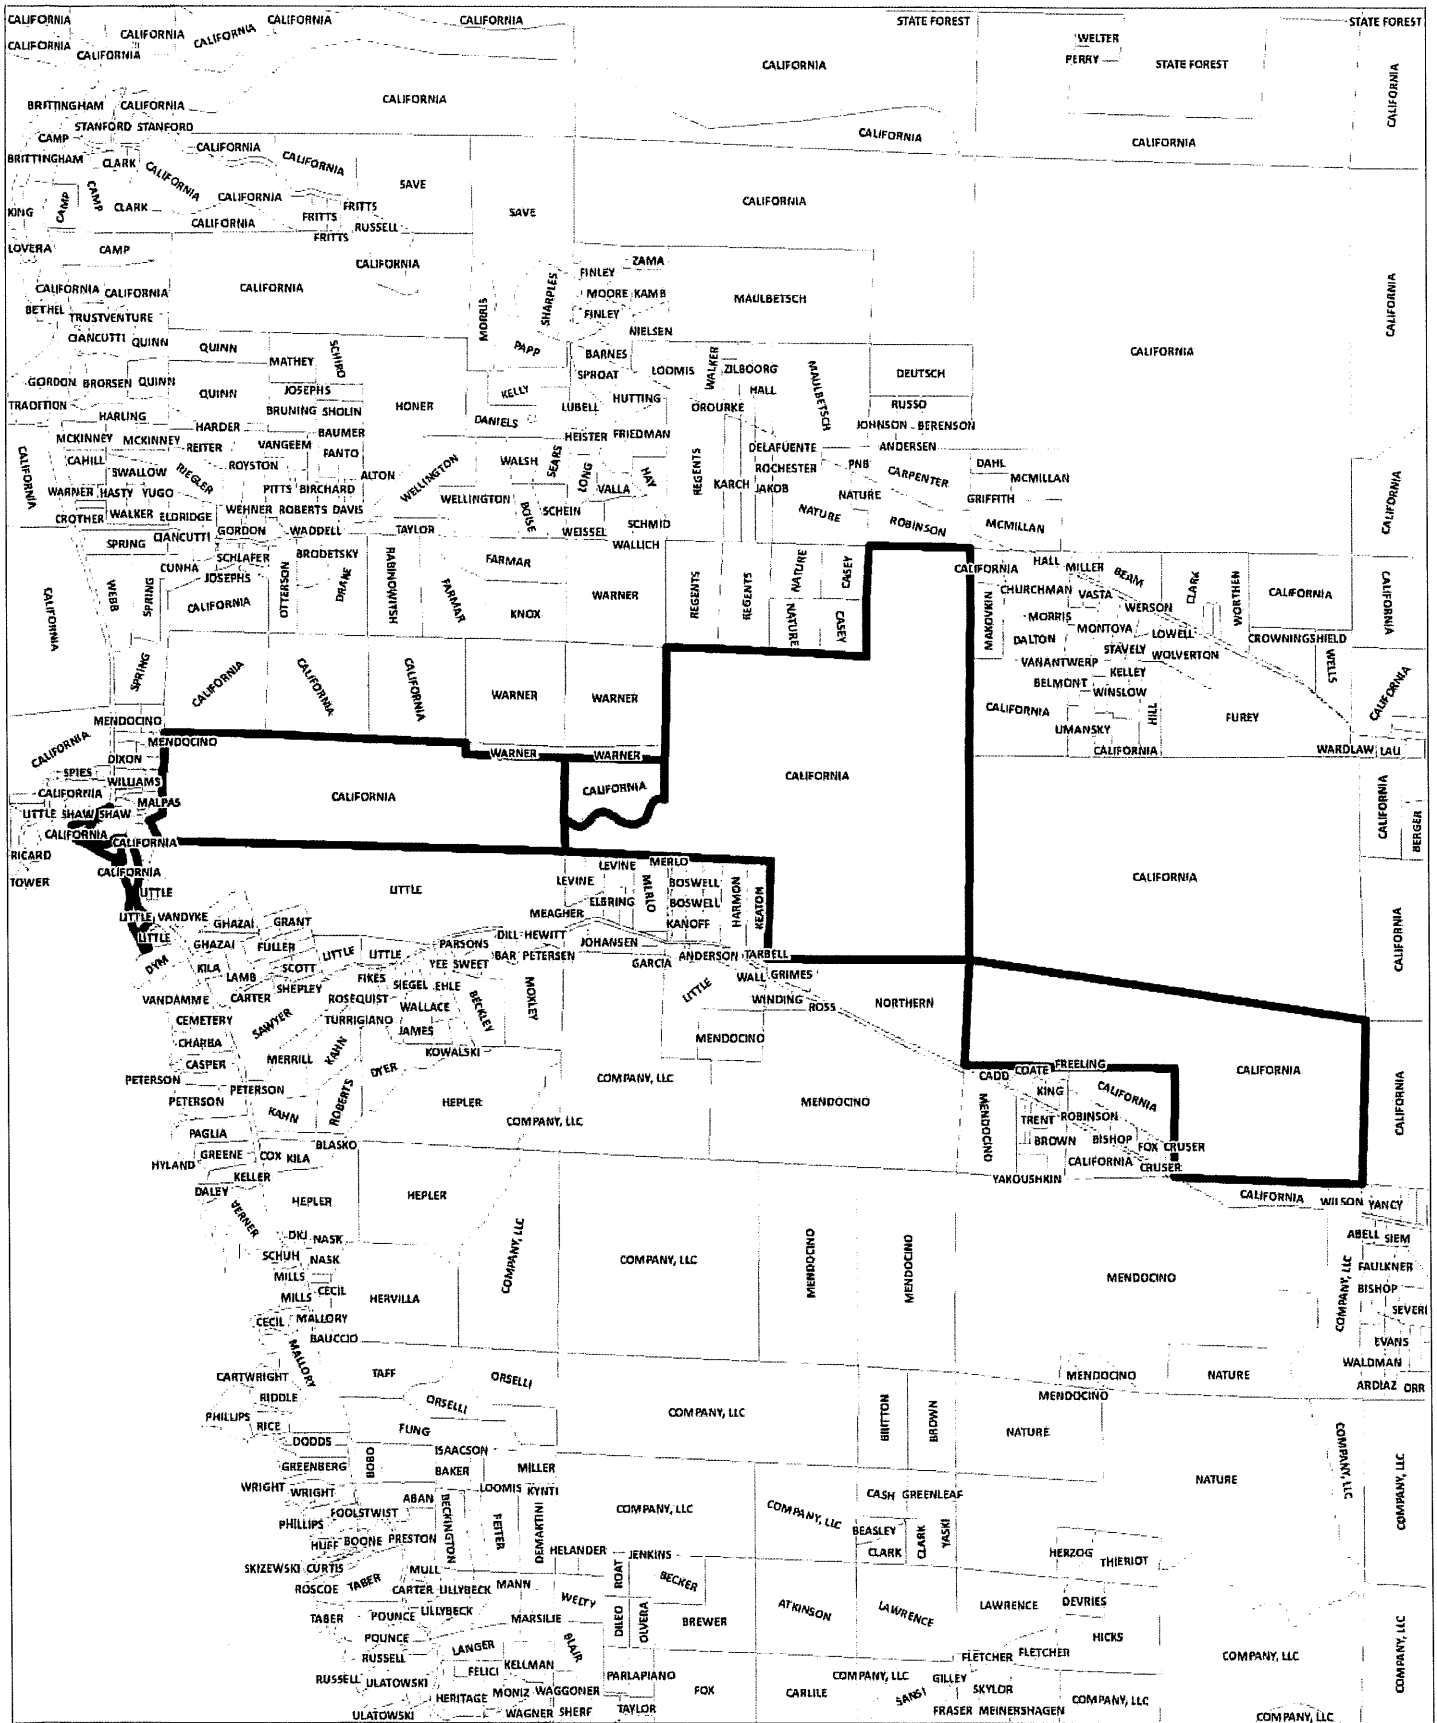 CALIFORNIA
CALIFORNIA
CALIFORNIA
CALIFORNIA
STATE FOREST
STATE FOREST
CALIFORNIA
CALIFORNIA
WELTER
PERRY
STATE FOREST
CALIFORNIA
CALIFORNIA
CALIFORNIA
BRITTINGHAM
CALIFORNIA
CALIFORNIA
STANFORD
STANFORD
CAMP
CALIFORNIA
CALIFORNIA
CALIFORNIA
BRITTINGHAM
CLARK
CALIFORNIA
CALIFORNIA
SAVE
CALIFORNIA
KING
CAMP
CAMP
CLARK
CALIFORNIA
CALIFORNIA
FRITTS
FRITTS
FRITTS
RUSSELL
SAVE
LOVERA
CAMP
CALIFORNIA
ZAMA
FINLEY
CALIFORNIA
CALIFORNIA
CALIFORNIA
MORRIS
SHARPLES
MOORE
KAMB
MAULBETSCH
CALIFORNIA
BETHEL
TRUSTVENTURE
FINLEY
NIELSEN
CIANCUTTI
QUINN
QUINN
MATHEY
SCHIRO
PAPP
BARNES
SPROAT
LOOMIS
WALKER
ZILBOORG
MAULBETSCH
DEUTSCH
CALIFORNIA
GORDON
BRORSEN
QUINN
QUINN
JOSEPHS
HONER
KELLY
LUBELL
HUTTING
OROURKE
HALL
RUSSO
TRADITION
HARLING
BRUNING
SHOLIN
DANIELS
HARDER
BAUMER
HEISTER
FRIEDMAN
JOHNSON
BERENSON
MCKINNEY
MCKINNEY
REITER
VANGEEM
FANTO
DELAFUENTE
ANDERSEN
CALIFORNIA
CAHILL
SWALLOW
RIEGLER
ROYSTON
ALTON
WELLINGTON
WALSH
SEARS
LONG
HAY
REGENTS
ROCHESTER
PNB
CARPENTER
DAHL
MCMILLAN
WARNER
HASTY
YUGO
PITTS
BIRCHARD
WELLINGTON
BOISE
VALLA
KARCH
JAKOB
NATURE
GRIFFITH
CALIFORNIA
CROTHER
WALKER
ELDRIDGE
WEHNER
ROBERTS
DAVIS
SCHEIN
NATURE
ROBINSON
MCMILLAN
SPRING
CIANCUTTI
GORDON
WADDELL
TAYLOR
WEISSEL
SCHMID
WALLICH
CUNHA
SCHLAFER
BRODETSKY
FARMAR
JOSEPHS
OTTERSON
DRAKE
RABINOWITSH
FARMAR
KNOX
WARNER
REGENTS
REGENTS
NATURE
CASEY
CALIFORNIA
HALL
MILLER
BEAM
CLARK
WORTHEN
CALIFORNIA
CALIFORNIA
CALIFORNIA
WEBB
SPRING
CALIFORNIA
NATURE
CASEY
MAKOVKIN
CHURCHMAN
VASTA
WERSON
MORRIS
MONTOYA
LOWELL
CROWNINGSHIELD
DALTON
STAVELY
WOLVERTON
WELLS
SPRING
CALIFORNIA
CALIFORNIA
CALIFORNIA
WARNER
WARNER
VANANTWERP
KELLEY
BELMONT
WINSLOW
CALIFORNIA
HILL
FUREY
CALIFORNIA
MENDOCINO
UMANSKY
CALIFORNIA
MENDOCINO
WARNER
WARNER
CALIFORNIA
WARDLAW
LAU
DIXON
SPIES
WILLIAMS
CALIFORNIA
CALIFORNIA
CALIFORNIA
CALIFORNIA
MALPAS
CALIFORNIA
BERGER
LITTLE
SHAW
SHAW
CALIFORNIA
CALIFORNIA
RICARD
TOWER
CALIFORNIA
LITTLE
LITTLE
LEVINE
LEVINE
MERLO
MERLO
BOSWELL
BOSWELL
HARMON
KEATON
CALIFORNIA
LITTLE
VANDYKE
GHAZAI
GRANT
MEAGHER
ELBRING
KANOFF
CALIFORNIA
LITTLE
GHAZAI
FULLER
LITTLE
LITTLE
PARSONS
DILL
HEWITT
JOHANSEN
DYM
KILA
LAMB
SCOTT
YEE
SWEET
BAR
PETERSEN
GARCIA
ANDERSON
TARBELL
VANDAMME
CARTER
SHEPLEY
FIKES
SIEGEL
EHLE
BECKLEY
MOXLEY
LITTLE
WALL
GRIMES
ROSEQUIST
WALLACE
WINDING
ROSS
NORTHERN
CEMETERY
SAWYER
TURRIGIANO
JAMES
CHARBA
KAHN
KOWALSKI
MENDOCINO
CASPER
MERRILL
DYER
FREELING
PETERSON
PETERSON
COMPANY, LLC
CADD
COATE
CALIFORNIA
CALIFORNIA
PETERSON
KAHN
ROBERTS
HEPLER
COMPANY, LLC
MENDOCINO
MENDOCINO
KING
CALIFORNIA
PAGLIA
BLASKO
TRENT
ROBINSON
GREENE
COX
KILA
BROWN
BISHOP
FOX
CRUSER
HYLAND
KELLER
CALIFORNIA
CRUSER
DALEY
HEPLER
HEPLER
YAKOUSHKIN
CALIFORNIA
WILSON
YANCY
DKI
NASK
COMPANY, LLC
COMPANY, LLC
MENDOCINO
MENDOCINO
MENDOCINO
ABELL
SIEM
SCHUH
NASK
COMPANY, LLC
FAULKNER
MILLS
MILLS
CECIL
HERVILLA
BISHOP
CECIL
MALLORY
SEVERI
BAUCCIO
EVANS
MALLORY
WALDMAN
CARTWRIGHT
TAFF
ORSELLI
MENDOCINO
NATURE
ARDIAZ
ORR
RIDDLE
ORSELLI
MENDOCINO
PHILLIPS
RICE
FUNG
COMPANY, LLC
BRITTON
BROWN
NATURE
DODDS
ISAACSON
COMPANY, LLC
COMPANY, LLC
GREENBERG
BOBO
BAKER
MILLER
NATURE
WRIGHT
WRIGHT
ABAN
LOOMIS
KYNTI
CASH
GREENLEAF
FOOLSTWIST
BECKINGTON
DEMARTINI
COMPANY, LLC
COMPANY, LLC
PHILLIPS
BEASLEY
CLARK
YASKI
HUFF
BOONE
PRESTON
HELANDER
JENKINS
CLARK
HERZOG
THIERIOT
SKIZEWSKI
CURTIS
MULL
ROSCOE
TABER
CARTER
LILLYBECK
MANN
WELTY
ROAT
BECKER
TABER
POUNCE
LILLYBECK
MARSILIE
DILEO
OLVERA
BREWER
ATKINSON
LAWRENCE
LAWRENCE
DEVRIES
COMPANY, LLC
POUNCE
LANGER
BLAIR
HICKS
RUSSELL
KELLMAN
FLETCHER
FLETCHER
COMPANY, LLC
RUSSELL
ULATOWSKI
FELICI
PARLAPIANO
COMPANY, LLC
GILLEY
HERITAGE
MONIZ
WAGGONER
FOX
CARLILE
SANSI
SKYLOR
COMPANY, LLC
ULATOWSKI
WAGNER
SHERF
TAYLOR
FRASER
MEINERSHAGEN
COMPANY, LLC